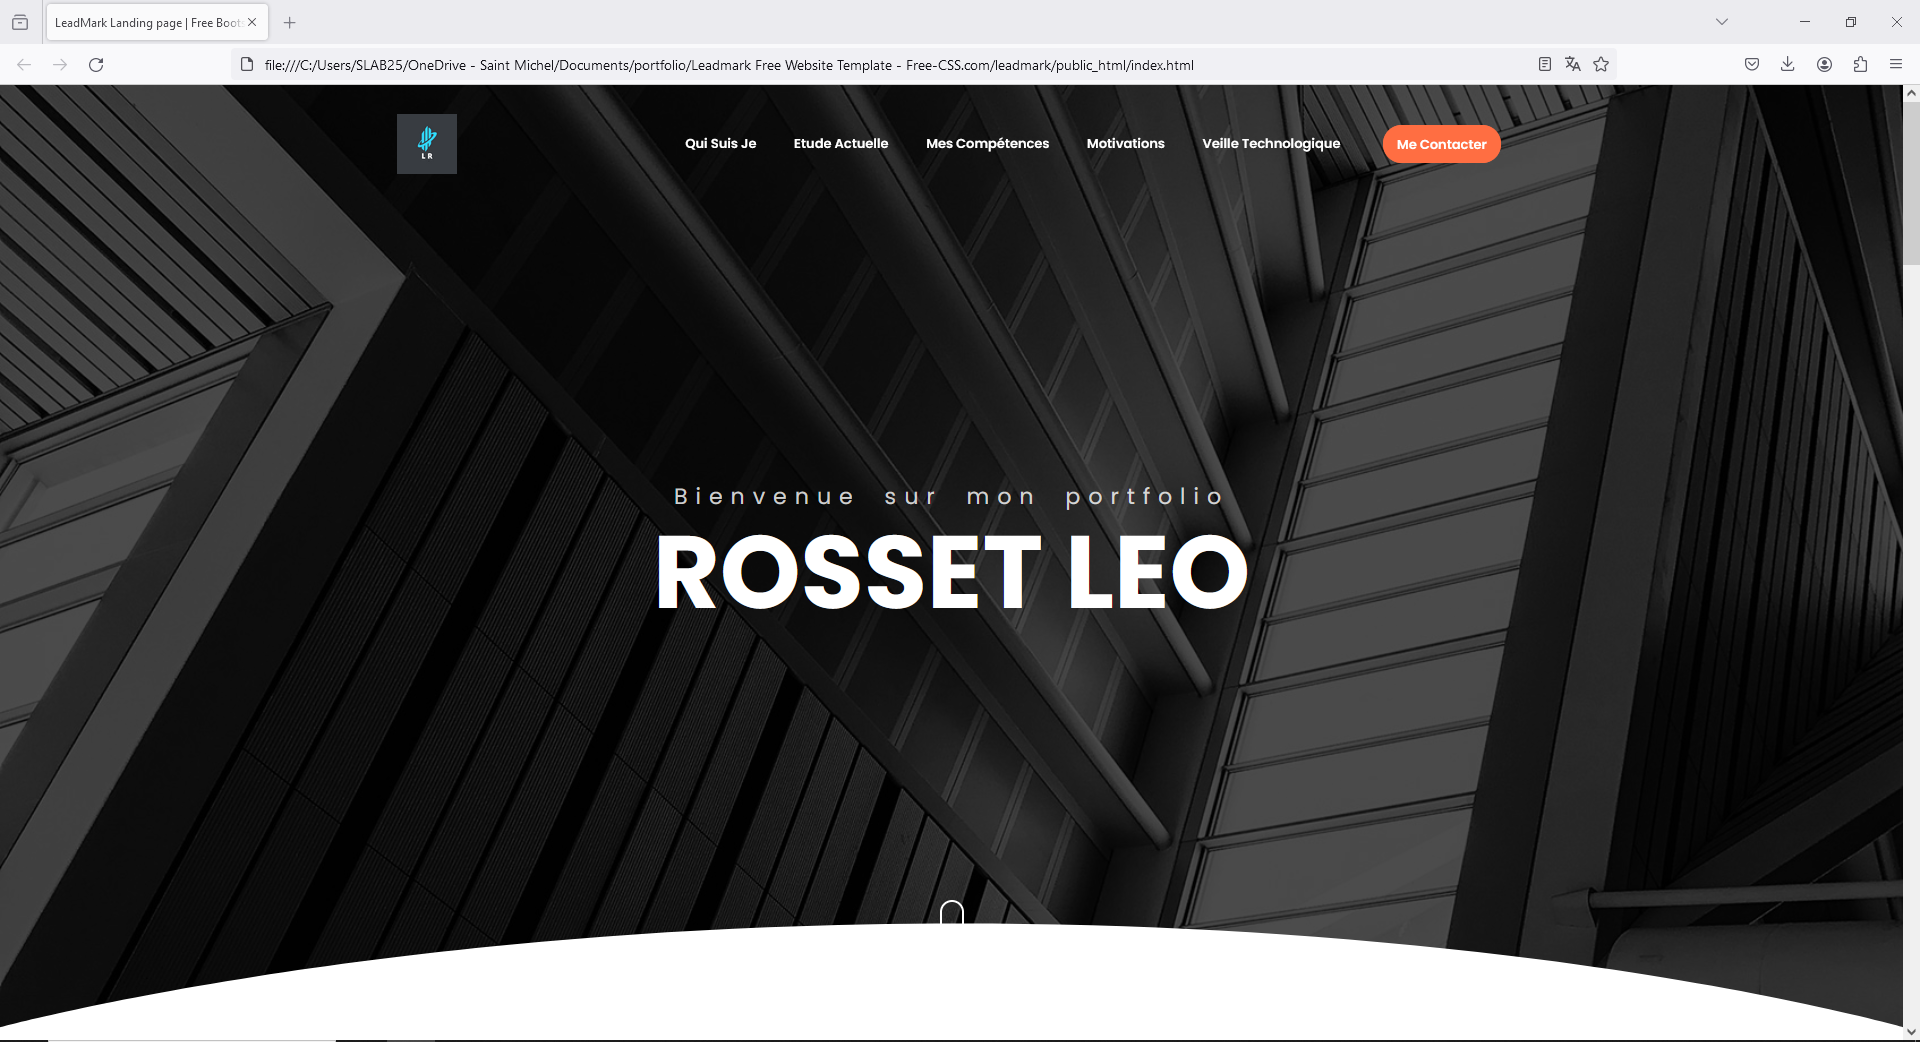 LeadMark Landing page | Free Boots
file:///C:/Users/SLAB25/OneDrive - Saint Michel/Documents/portfolio/Leadmark Free Website Template - Free-CSS.com/leadmark/public_html/index.html
LR
Qui Suis Je
Etude Actuelle
Mes Compétences
Motivations
Veille Technologique
Me Contacter
Bienvenue sur mon portfolio
ROSSET LEO